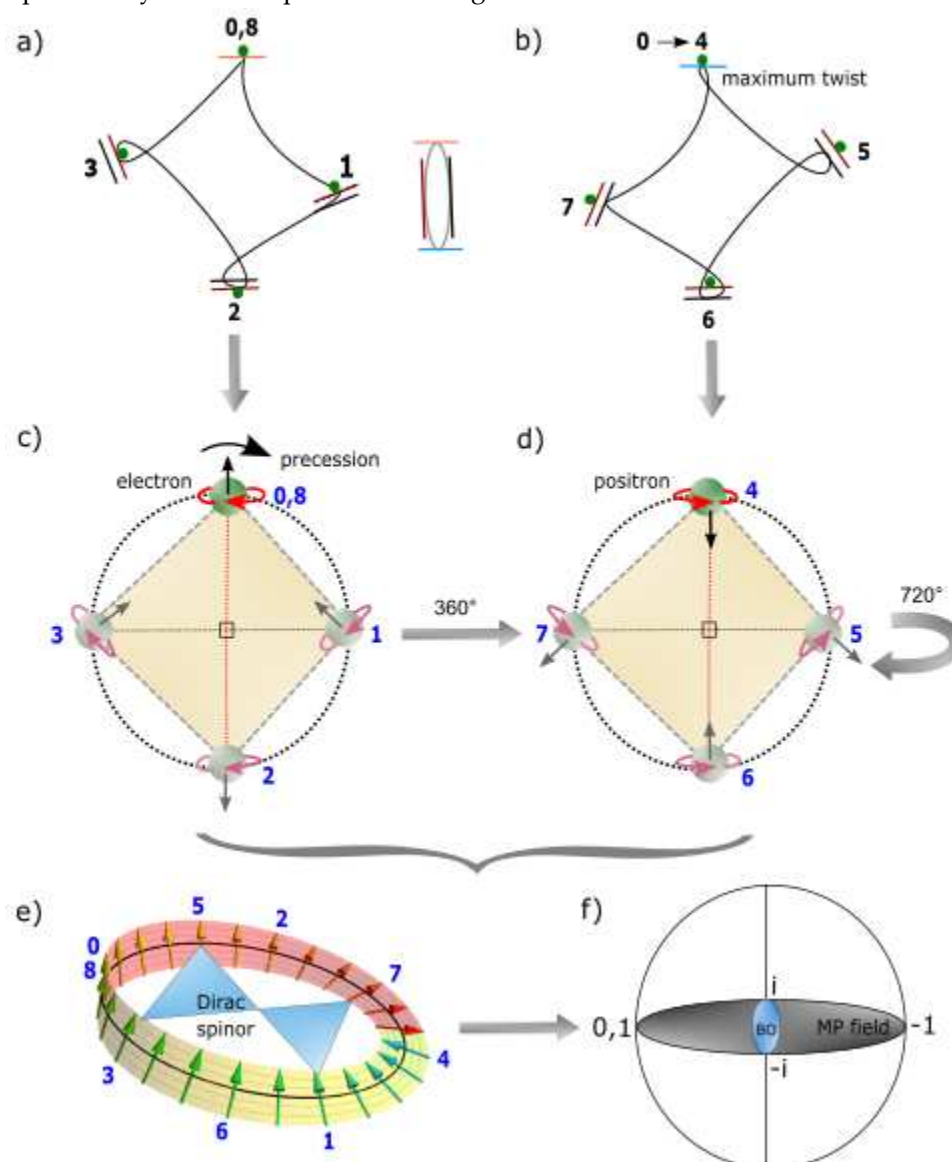 a)
0,8
3
1
2
b)
0 → 4
maximum twist
5
7
6
c)
precession
electron
0,8
3
1
2
360°
d)
positron
4
7
5
6
720°
e)
5
2
0
8
7
Dirac
spinor
3
4
6
1
f)
i
0,1
BO
MP field
-1
-i